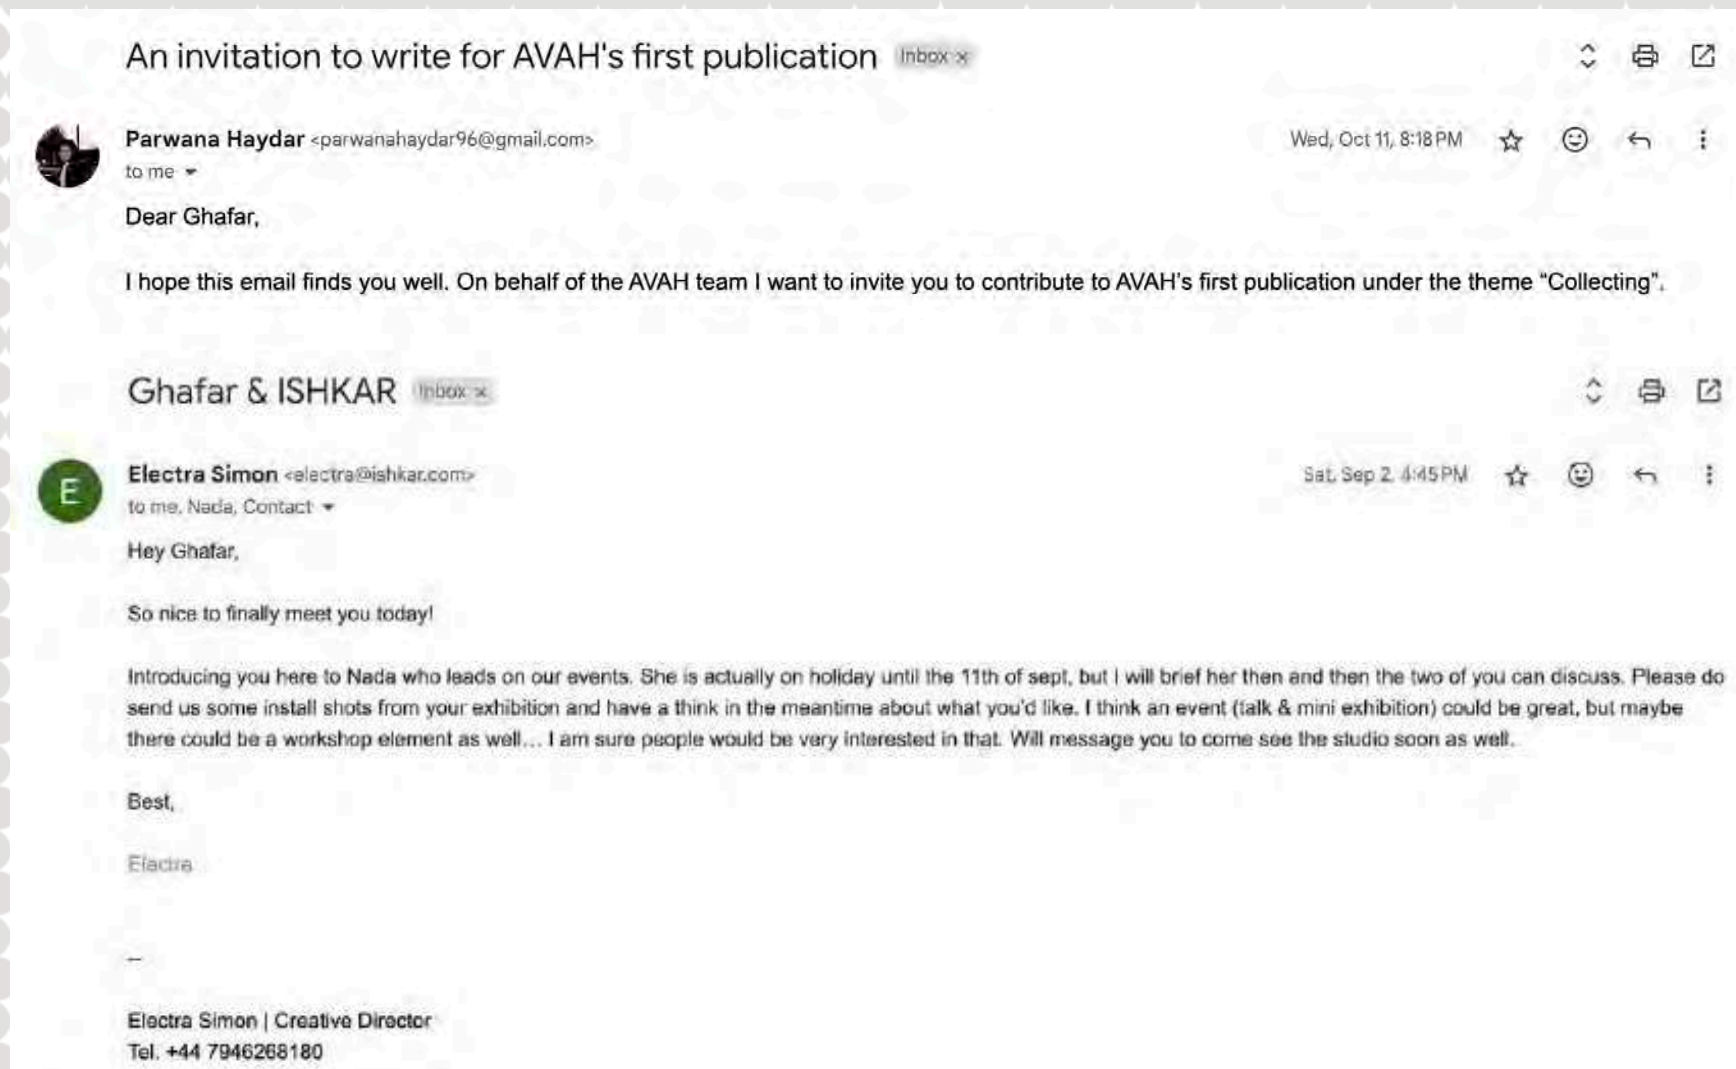 An invitation to write for AVAH's first publication Inbox ×
Parwana Haydar <parwanahaydar96@gmail.com> Wed, Oct 11, 8:18 PM
to me
Dear Ghafar,
I hope this email finds you well. On behalf of the AVAH team I want to invite you to contribute to AVAH's first publication under the theme “Collecting”.
Ghafar & ISHKAR Inbox ×
E
Electra Simon <electra@ishkar.com> Sat, Sep 2, 4:45 PM
to me, Nada, Contact
Hey Ghafar,
So nice to finally meet you today!
Introducing you here to Nada who leads on our events. She is actually on holiday until the 11th of sept, but I will brief her then and then the two of you can discuss. Please do
send us some install shots from your exhibition and have a think in the meantime about what you'd like. I think an event (talk & mini exhibition) could be great, but maybe
there could be a workshop element as well... I am sure people would be very interested in that. Will message you to come see the studio soon as well.
Best,
Electra
--
Electra Simon | Creative Director
Tel. +44 7946268180